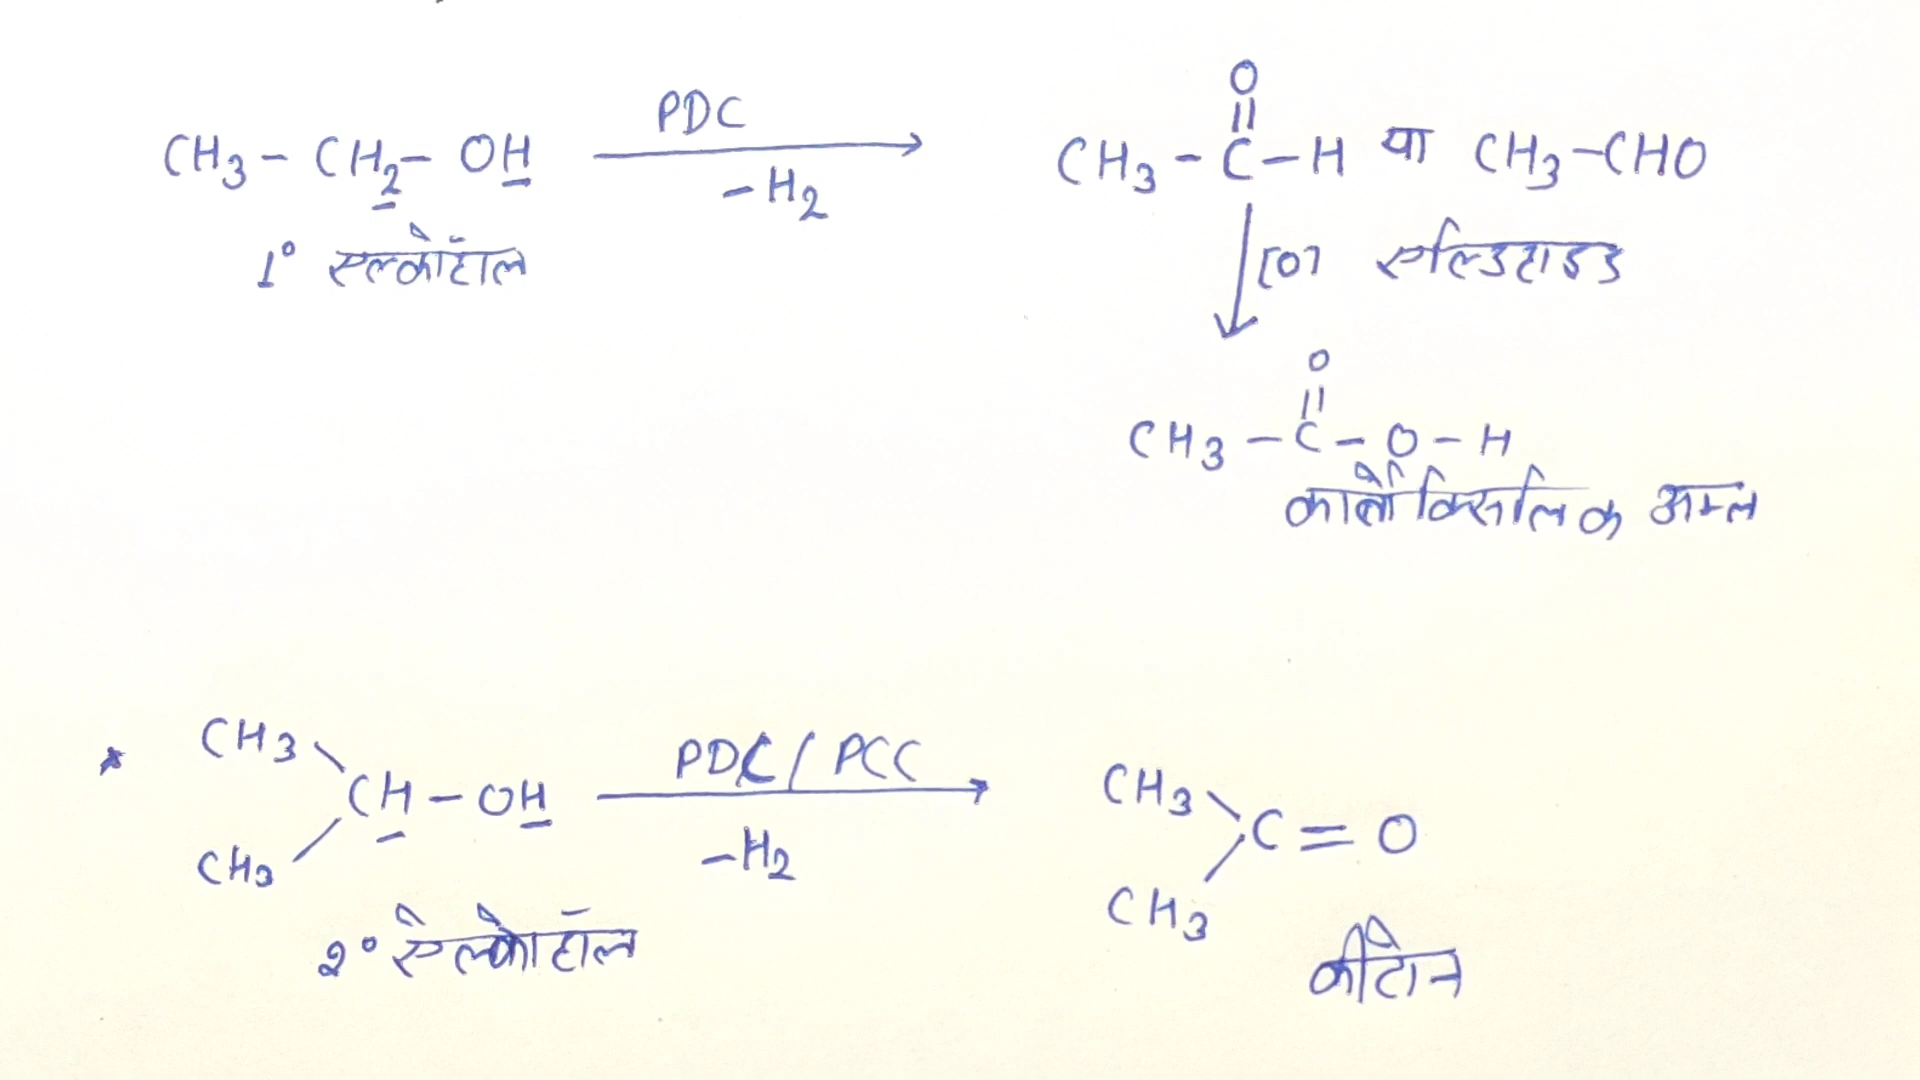 CH3 - CH2 - OH PDC -H2 CH3 - C - H या CH3 - CHO
O
1° एल्कोहॉल [O] एल्डिहाइड
O
CH3 - C - O - H
कार्बोक्सिलिक अम्ल
CH3
CH - OH PDC / PCC -H2
CH3
2° ऐल्कोहॉल
CH3
C = O
CH3
कीटोन